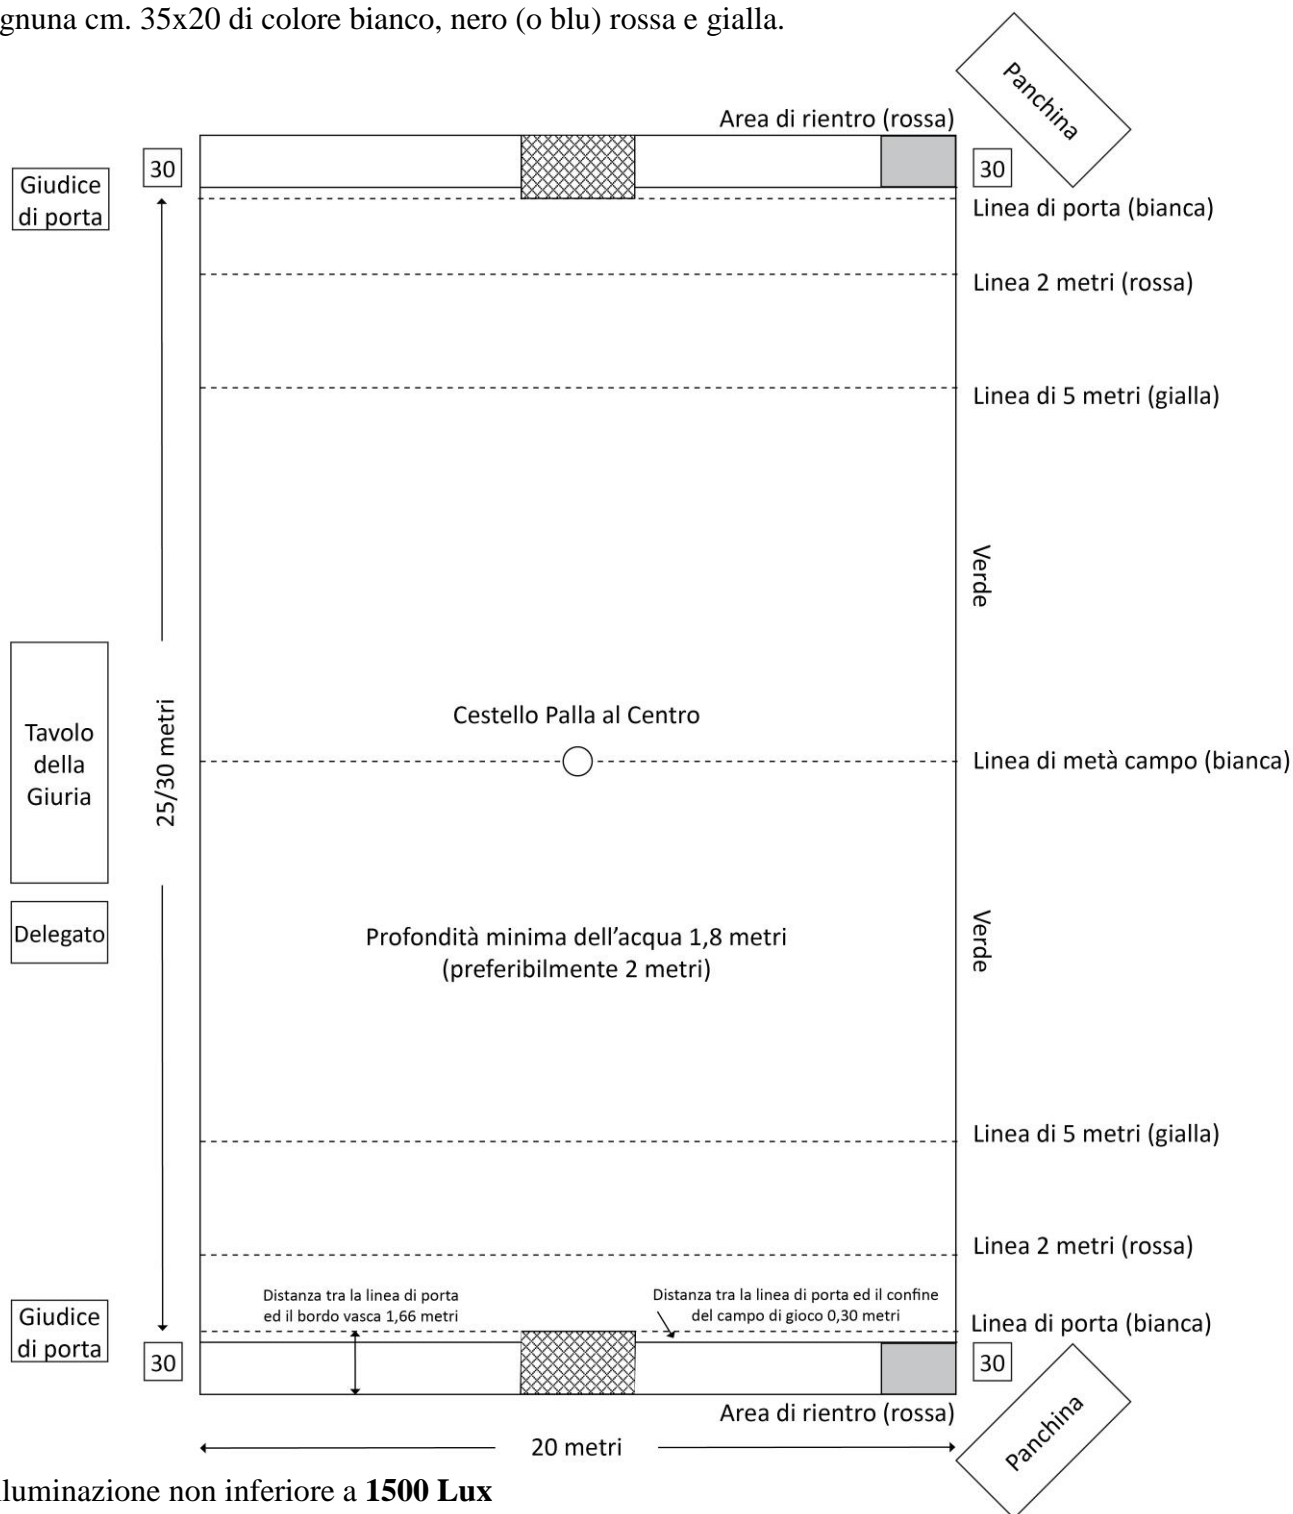 gnuna cm. 35x20 di colore bianco, nero (o blu) rossa e gialla.
Panchina
Area di rientro (rossa)
30
30
Giudice
di porta
Linea di porta (bianca)
Linea 2 metri (rossa)
Linea di 5 metri (gialla)
Verde
Tavolo
della
Giuria
25/30 metri
Cestello Palla al Centro
Linea di metà campo (bianca)
Delegato
Profondità minima dell'acqua 1,8 metri
(preferibilmente 2 metri)
Verde
Linea di 5 metri (gialla)
Linea 2 metri (rossa)
Distanza tra la linea di porta
ed il bordo vasca 1,66 metri
Distanza tra la linea di porta ed il confine
del campo di gioco 0,30 metri
Giudice
di porta
Linea di porta (bianca)
30
30
Area di rientro (rossa)
Panchina
20 metri
lluminazione non inferiore a 1500 Lux